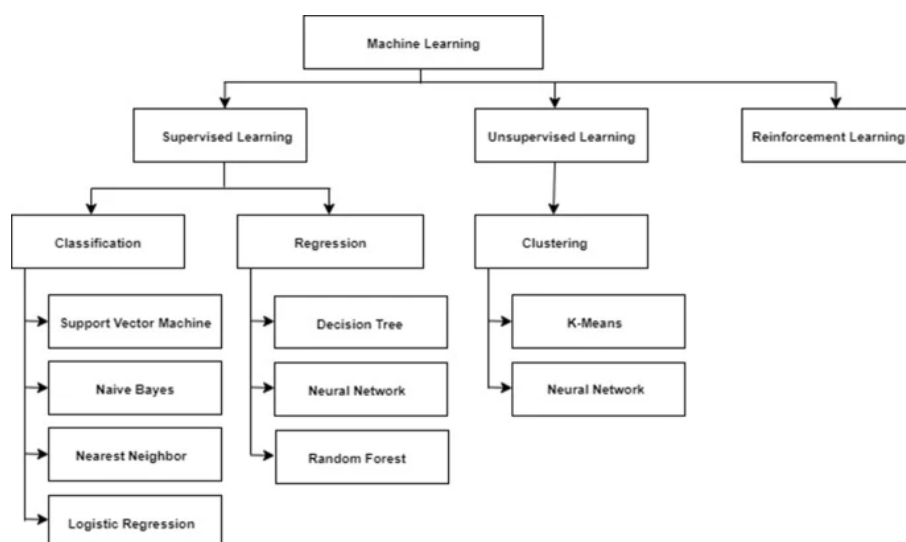 Machine Learning
Supervised Learning
Unsupervised Learning
Reinforcement Learning
Classification
Regression
Clustering
Support Vector Machine
Decision Tree
K-Means
Naive Bayes
Neural Network
Neural Network
Nearest Neighbor
Random Forest
Logistic Regression